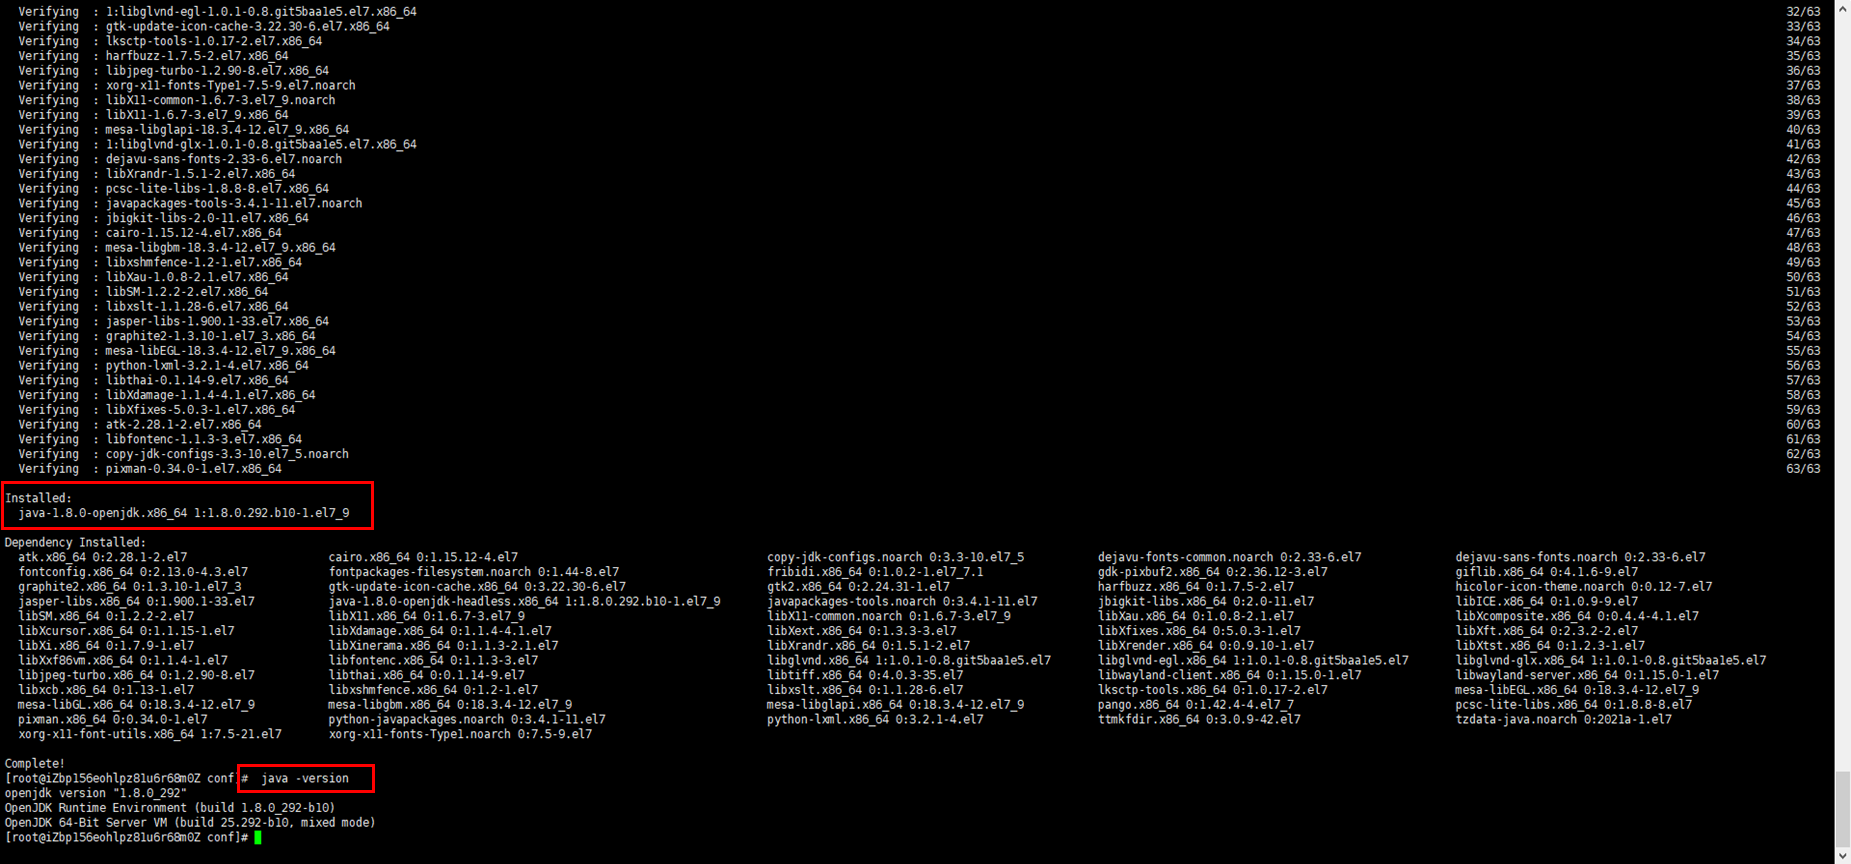 Verifying : 1:libglvnd-egl-1.0.1-0.8.git5baa1e5.el7.x86_64 32/63
Verifying : gtk-update-icon-cache-3.22.30-6.el7.x86_64 33/63
Verifying : lksctp-tools-1.0.17-2.el7.x86_64 34/63
Verifying : harfbuzz-1.7.5-2.el7.x86_64 35/63
Verifying : libjpeg-turbo-1.2.90-8.el7.x86_64 36/63
Verifying : xorg-x11-fonts-Type1-7.5-9.el7.noarch 37/63
Verifying : libX11-common-1.6.7-3.el7_9.noarch 38/63
Verifying : libX11-1.6.7-3.el7_9.x86_64 39/63
Verifying : mesa-libglapi-18.3.4-12.el7_9.x86_64 40/63
Verifying : 1:libglvnd-glx-1.0.1-0.8.git5baa1e5.el7.x86_64 41/63
Verifying : dejavu-sans-fonts-2.33-6.el7.noarch 42/63
Verifying : libXrandr-1.5.1-2.el7.x86_64 43/63
Verifying : pcsc-lite-libs-1.8.8-8.el7.x86_64 44/63
Verifying : javapackages-tools-3.4.1-11.el7.noarch 45/63
Verifying : jbigkit-libs-2.0-11.el7.x86_64 46/63
Verifying : cairo-1.15.12-4.el7.x86_64 47/63
Verifying : mesa-libgbm-18.3.4-12.el7_9.x86_64 48/63
Verifying : libxshmfence-1.2-1.el7.x86_64 49/63
Verifying : libXau-1.0.8-2.1.el7.x86_64 50/63
Verifying : libSM-1.2.2-2.el7.x86_64 51/63
Verifying : libxslt-1.1.28-6.el7.x86_64 52/63
Verifying : jasper-libs-1.900.1-33.el7.x86_64 53/63
Verifying : graphite2-1.3.10-1.el7_3.x86_64 54/63
Verifying : mesa-libEGL-18.3.4-12.el7_9.x86_64 55/63
Verifying : python-lxml-3.2.1-4.el7.x86_64 56/63
Verifying : libthai-0.1.14-9.el7.x86_64 57/63
Verifying : libXdamage-1.1.4-4.1.el7.x86_64 58/63
Verifying : libXfixes-5.0.3-1.el7.x86_64 59/63
Verifying : atk-2.28.1-2.el7.x86_64 60/63
Verifying : libfontenc-1.1.3-3.el7.x86_64 61/63
Verifying : copy-jdk-configs-3.3-10.el7_5.noarch 62/63
Verifying : pixman-0.34.0-1.el7.x86_64 63/63
Installed:
java-1.8.0-openjdk.x86_64 1:1.8.0.292.b10-1.el7_9
Dependency Installed:
atk.x86_64 0:2.28.1-2.el7 cairo.x86_64 0:1.15.12-4.el7 copy-jdk-configs.noarch 0:3.3-10.el7_5 dejavu-fonts-common.noarch 0:2.33-6.el7 dejavu-sans-fonts.noarch 0:2.33-6.el7
fontconfig.x86_64 0:2.13.0-4.3.el7 fontpackages-filesystem.noarch 0:1.44-8.el7 fribidi.x86_64 0:1.0.2-1.el7_7.1 gdk-pixbuf2.x86_64 0:2.36.12-3.el7 giflib.x86_64 0:4.1.6-9.el7
graphite2.x86_64 0:1.3.10-1.el7_3 gtk-update-icon-cache.x86_64 0:3.22.30-6.el7 gtk2.x86_64 0:2.24.31-1.el7 harfbuzz.x86_64 0:1.7.5-2.el7 hicolor-icon-theme.noarch 0:0.12-7.el7
jasper-libs.x86_64 0:1.900.1-33.el7 java-1.8.0-openjdk-headless.x86_64 1:1.8.0.292.b10-1.el7_9 javapackages-tools.noarch 0:3.4.1-11.el7 jbigkit-libs.x86_64 0:2.0-11.el7 libICE.x86_64 0:1.0.9-9.el7
libSM.x86_64 0:1.2.2-2.el7 libX11.x86_64 0:1.6.7-3.el7_9 libX11-common.noarch 0:1.6.7-3.el7_9 libXau.x86_64 0:1.0.8-2.1.el7 libXcomposite.x86_64 0:0.4.4-4.1.el7
libXcursor.x86_64 0:1.1.15-1.el7 libXdamage.x86_64 0:1.1.4-4.1.el7 libXext.x86_64 0:1.3.3-3.el7 libXfixes.x86_64 0:5.0.3-1.el7 libXft.x86_64 0:2.3.2-2.el7
libXi.x86_64 0:1.7.9-1.el7 libXinerama.x86_64 0:1.1.3-2.1.el7 libXrandr.x86_64 0:1.5.1-2.el7 libXrender.x86_64 0:0.9.10-1.el7 libXtst.x86_64 0:1.2.3-1.el7
libXxf86vm.x86_64 0:1.1.4-1.el7 libfontenc.x86_64 0:1.1.3-3.el7 libglvnd.x86_64 1:1.0.1-0.8.git5baa1e5.el7 libglvnd-egl.x86_64 1:1.0.1-0.8.git5baa1e5.el7 libglvnd-glx.x86_64 1:1.0.1-0.8.git5baa1e5.el7
libjpeg-turbo.x86_64 0:1.2.90-8.el7 libthai.x86_64 0:0.1.14-9.el7 libtiff.x86_64 0:4.0.3-35.el7 libwayland-client.x86_64 0:1.15.0-1.el7 libwayland-server.x86_64 0:1.15.0-1.el7
libxcb.x86_64 0:1.13-1.el7 libxshmfence.x86_64 0:1.2-1.el7 libxslt.x86_64 0:1.1.28-6.el7 lksctp-tools.x86_64 0:1.0.17-2.el7 mesa-libEGL.x86_64 0:18.3.4-12.el7_9
mesa-libGL.x86_64 0:18.3.4-12.el7_9 mesa-libgbm.x86_64 0:18.3.4-12.el7_9 mesa-libglapi.x86_64 0:18.3.4-12.el7_9 pango.x86_64 0:1.42.4-4.el7_7 pcsc-lite-libs.x86_64 0:1.8.8-8.el7
pixman.x86_64 0:0.34.0-1.el7 python-javapackages.noarch 0:3.4.1-11.el7 python-lxml.x86_64 0:3.2.1-4.el7 ttmkfdir.x86_64 0:3.0.9-42.el7 tzdata-java.noarch 0:2021a-1.el7
xorg-x11-font-utils.x86_64 1:7.5-21.el7 xorg-x11-fonts-Type1.noarch 0:7.5-9.el7
Complete!
[root@iZbp156eohlpz81u6r68m0Z conf]# java -version
openjdk version "1.8.0_292"
OpenJDK Runtime Environment (build 1.8.0_292-b10)
OpenJDK 64-Bit Server VM (build 25.292-b10, mixed mode)
[root@iZbp156eohlpz81u6r68m0Z conf]#